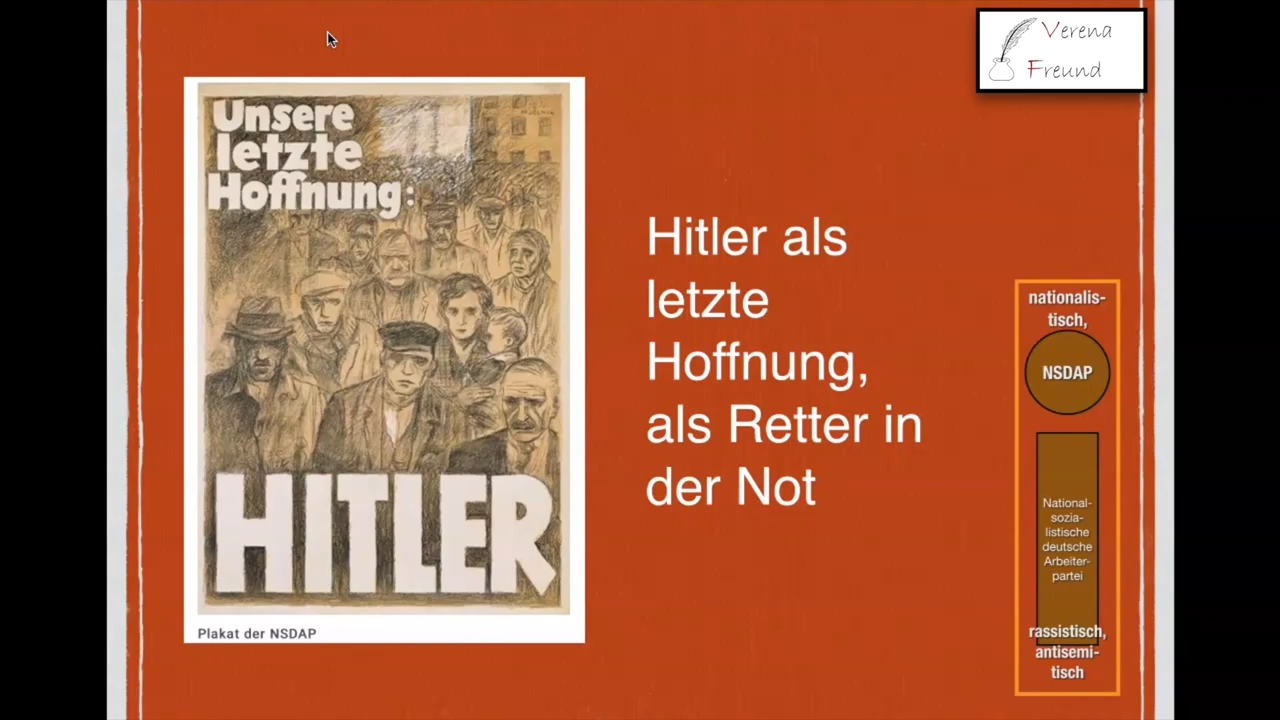 Verena
Freund
Unsere
letzte
Hoffnung:
HITLER
Plakat der NSDAP
Hitler als
letzte
Hoffnung,
als Retter in
der Not
nationalis-
tisch,
NSDAP
National-
sozia-
listische
deutsche
Arbeiter-
partei
rassistisch,
antisemi-
tisch